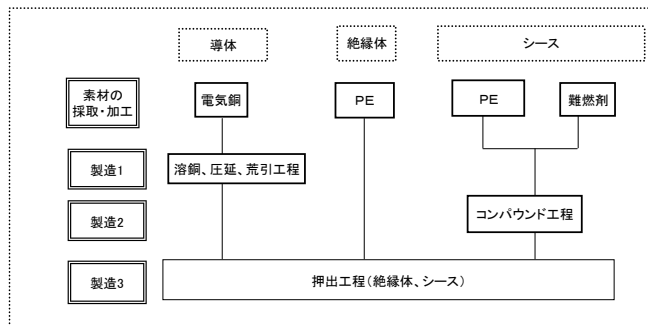 導体
絶縁体
シース
素材の
採取・加工
電気銅
PE
PE
難燃剤
製造1
溶銅、圧延、荒引工程
製造2
コンパウンド工程
製造3
押出工程(絶縁体、シース)